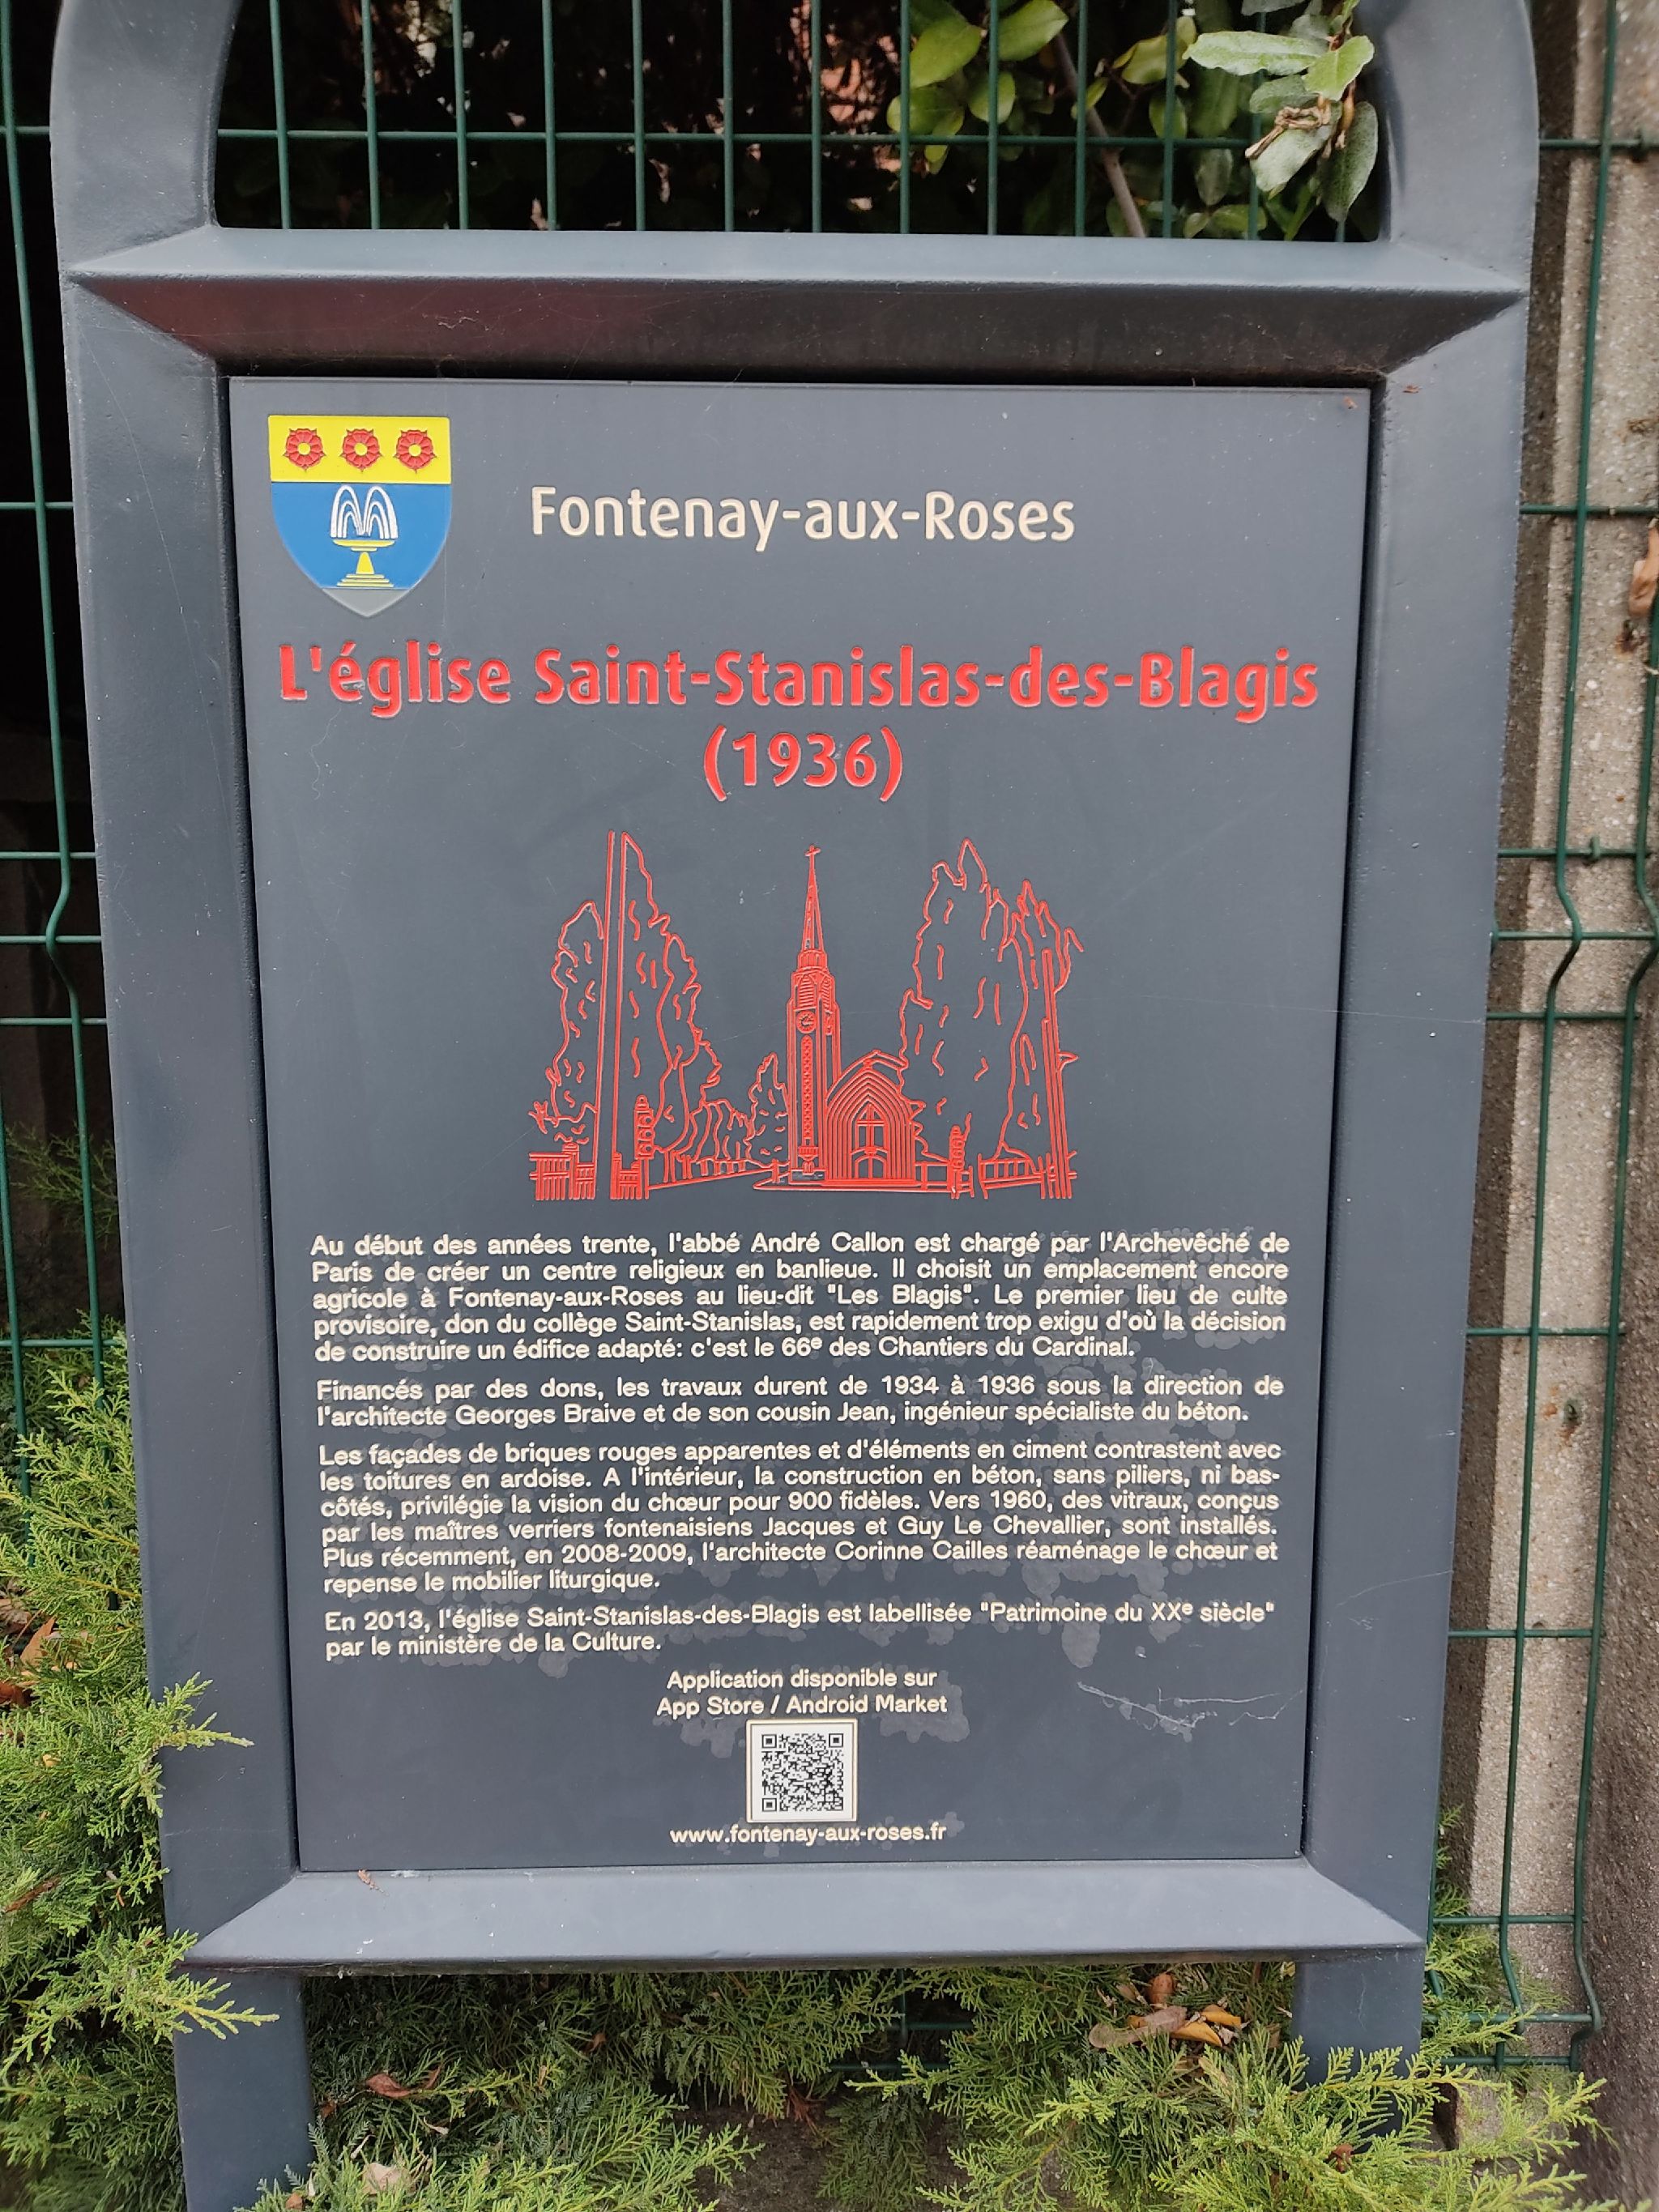 Fontenay-aux-Roses
L'église Saint-Stanislas-des-Blagis
(1936)
Au début des années trente, l'abbé André Callon est chargé par l'Archevêché de
Paris de créer un centre religieux en banlieue. Il choisit un emplacement encore
agricole à Fontenay-aux-Roses au lieu-dit "Les Blagis". Le premier lieu de culte
provisoire, don du collège Saint-Stanislas, est rapidement trop exigu d'où la décision
de construire un édifice adapté: c'est le 66e des Chantiers du Cardinal.
Financés par des dons, les travaux durent de 1934 à 1936 sous la direction de
l'architecte Georges Braive et de son cousin Jean, ingénieur spécialiste du béton.
Les façades de briques rouges apparentes et d'éléments en ciment contrastent avec
les toitures en ardoise. A l'intérieur, la construction en béton, sans piliers, ni bas-
côtés, privilégie la vision du chœur pour 900 fidèles. Vers 1960, des vitraux, conçus
par les maîtres verriers fontenaisiens Jacques et Guy Le Chevallier, sont installés.
Plus récemment, en 2008-2009, l'architecte Corinne Cailles réaménage le chœur et
repense le mobilier liturgique.
En 2013, l'église Saint-Stanislas-des-Blagis est labellisée "Patrimoine du XXe siècle"
par le ministère de la Culture.
Application disponible sur
App Store / Android Market
www.fontenay-aux-roses.fr